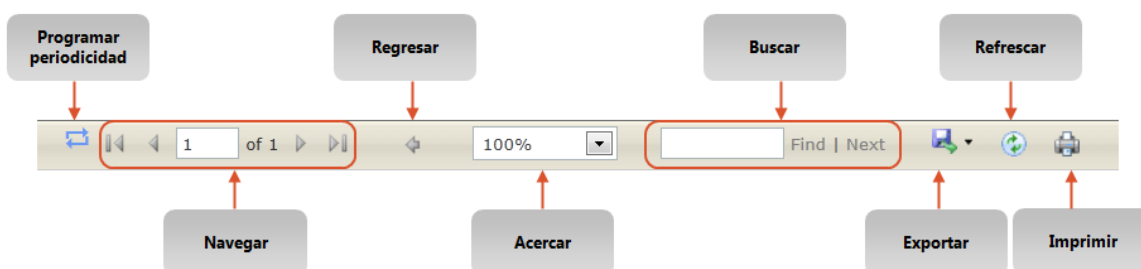 Programar
periodicidad
Regresar
Buscar
Refrescar
1 of 1
100%
Find | Next
Navegar
Acercar
Exportar
Imprimir